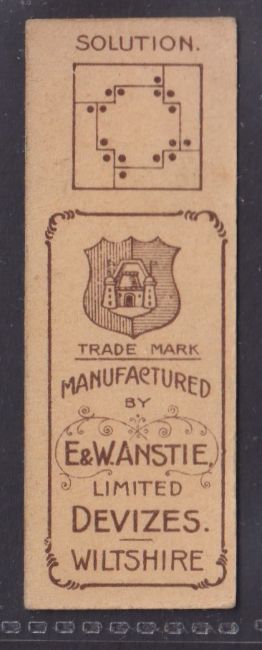 SOLUTION.
TRADE MARK
MANUFACTURED
BY
E&W.ANSTIE,
LIMITED
DEVIZES.
WILTSHIRE